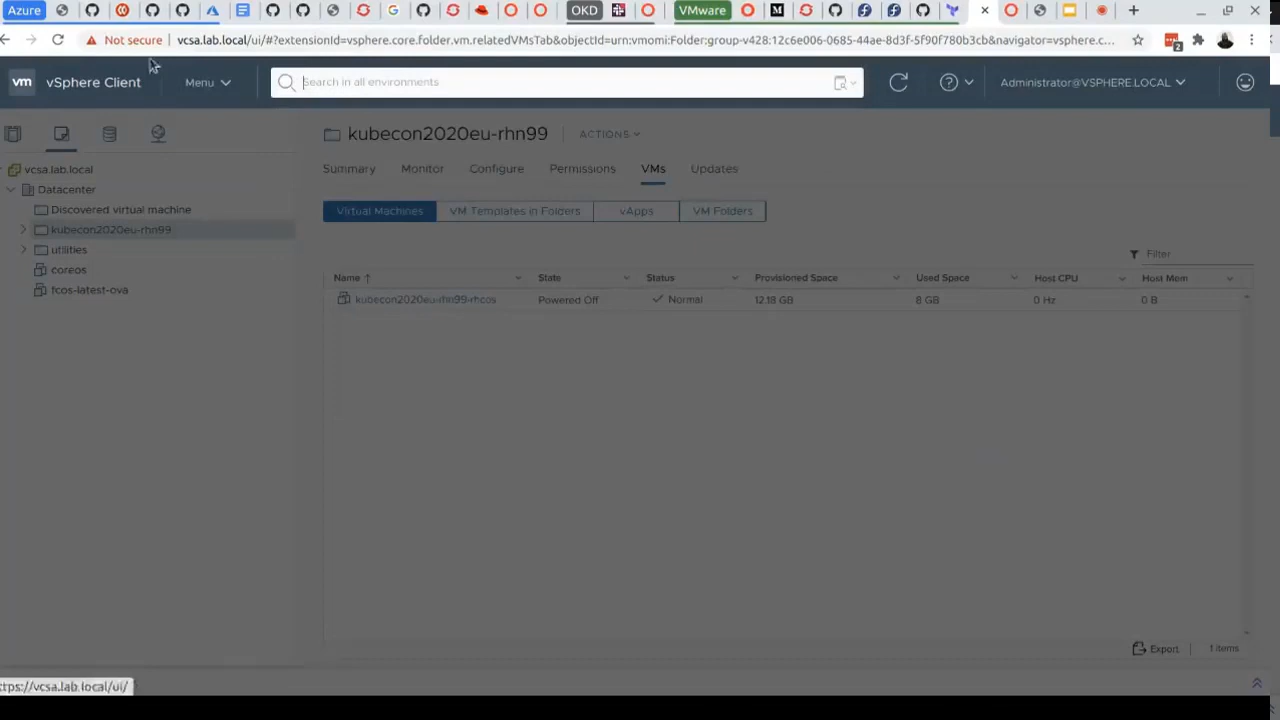 Azure OKD VMware
Not secure vcsa.lab.local/ui/#?extensionId=vsphere.core.folder.vm.relatedVMsTab&objectId=urn:vmomi:Folder:group-v428:12c6e006-0685-44ae-8d3f-5f90f780b3cb&navigator=vsphere.c...
2
vm vSphere Client Menu Search in all environments Administrator@VSPHERE.LOCAL
kubecon2020eu-rhn99 ACTIONS
Summary Monitor Configure Permissions VMs Updates
Virtual Machines VM Templates in Folders vApps VM Folders
vcsa.lab.local
Datacenter
Discovered virtual machine
kubecon2020eu-rhn99
utilities
coreos
fcos-latest-ova
Filter
Name State Status Provisioned Space Used Space Host CPU Host Mem
kubecon2020eu-rhn99-rhcos Powered Off Normal 12.18 GB 8 GB 0 Hz 0 B
Export 1 items
ttps://vcsa.lab.local/ui/